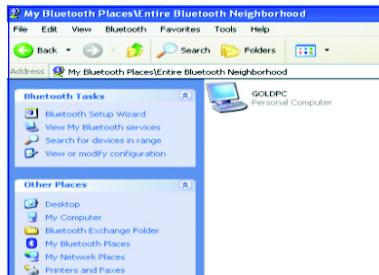 My Bluetooth Places\Entire Bluetooth Neighborhood
File Edit View Bluetooth Favorites Tools Help
Back Search Folders
Address My Bluetooth Places\Entire Bluetooth Neighborhood
Bluetooth Tasks
Bluetooth Setup Wizard
View My Bluetooth services
Search for devices in range
View or modify configuration
Other Places
Desktop
My Computer
Bluetooth Exchange Folder
My Bluetooth Places
My Network Places
Printers and Faxes
GOLDPC
Personal Computer